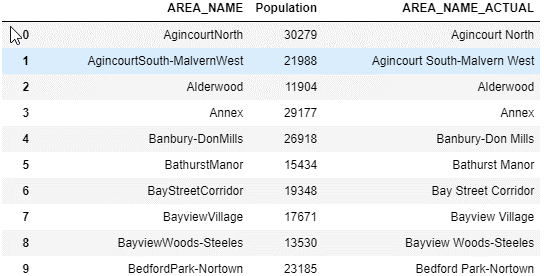 AREA_NAME Population AREA_NAME_ACTUAL
0 AgincourtNorth 30279 Agincourt North
1 AgincourtSouth-MalvernWest 21988 Agincourt South-Malvern West
2 Alderwood 11904 Alderwood
3 Annex 29177 Annex
4 Banbury-DonMills 26918 Banbury-Don Mills
5 BathurstManor 15434 Bathurst Manor
6 BayStreetCorridor 19348 Bay Street Corridor
7 BayviewVillage 17671 Bayview Village
8 BayviewWoods-Steeles 13530 Bayview Woods-Steeles
9 BedfordPark-Nortown 23185 Bedford Park-Nortown